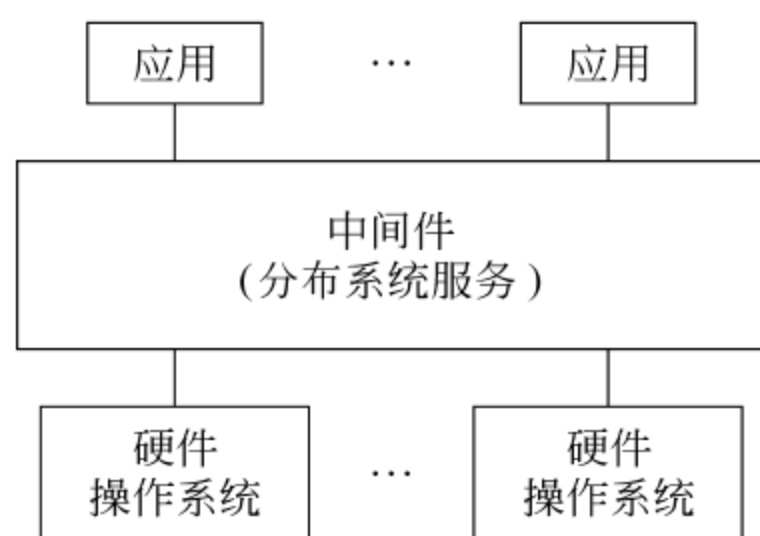 应用 … 应用
中间件
(分布系统服务)
硬件 … 硬件
操作系统 操作系统